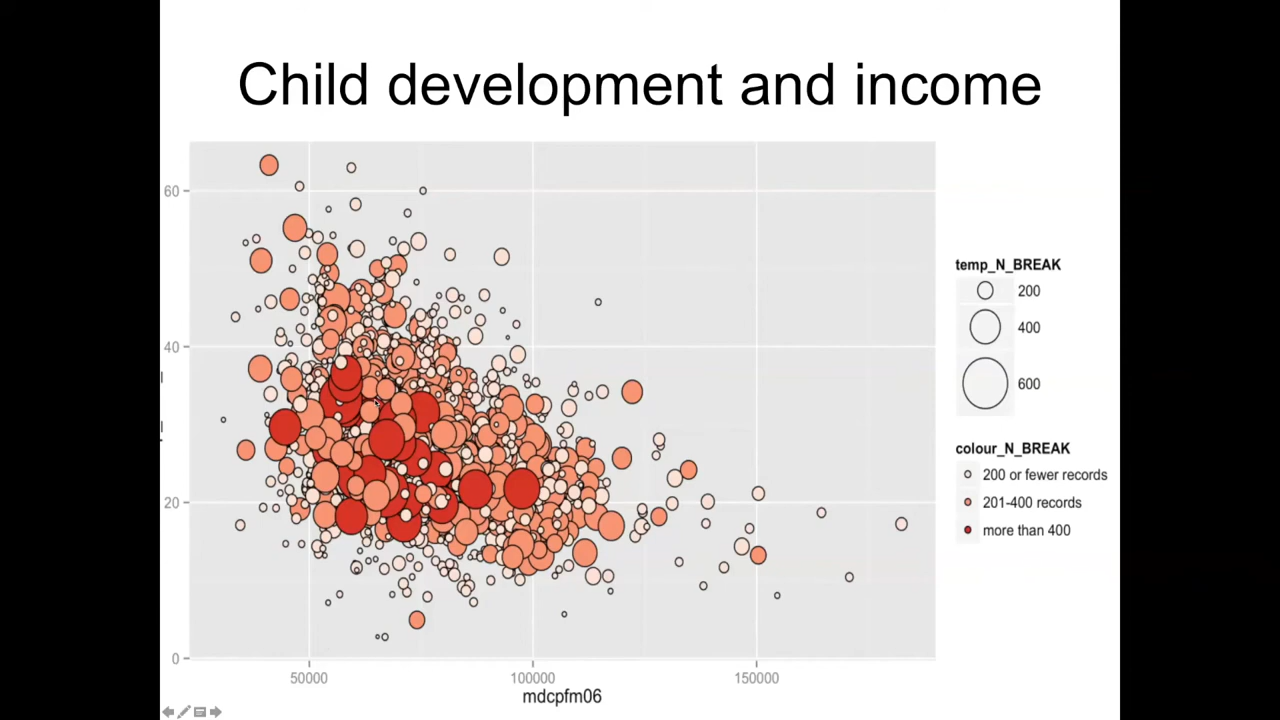 Child development and income
60
40
20
0
50000
100000
150000
mdcpfm06
temp_N_BREAK
200
400
600
colour_N_BREAK
200 or fewer records
201-400 records
more than 400